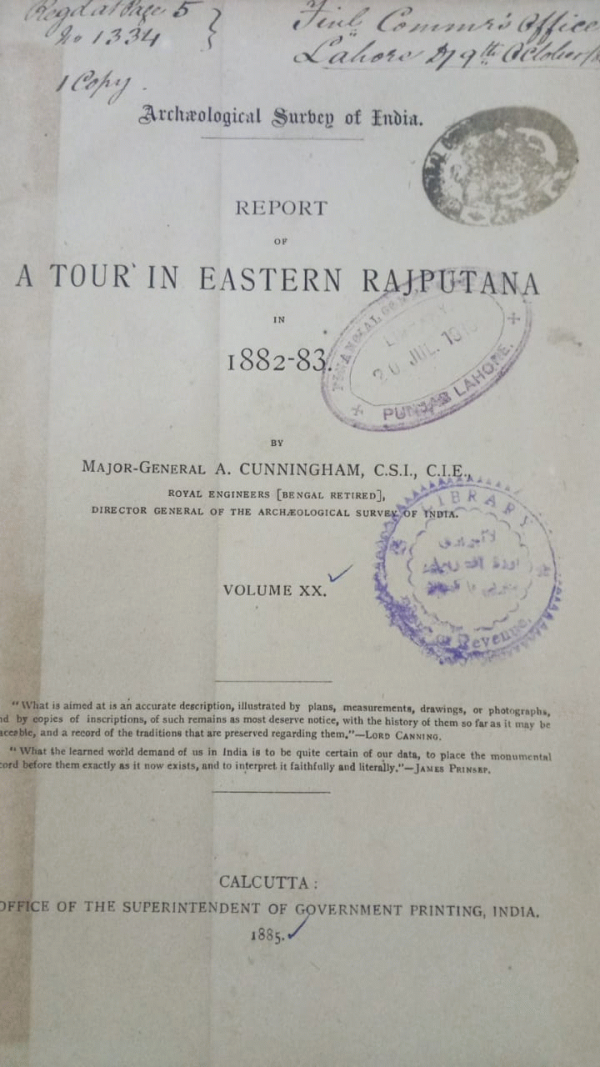 Regd at Page 5
No 1334
1 Copy.
Finl. Commr's Office
Lahore D/ 9th October
Archæological Survey of India.
REPORT
OF
A TOUR IN EASTERN RAJPUTANA
IN
1882-83.
20 JUL. 191
PUNJAB LAHORE.
BY
MAJOR-GENERAL A. CUNNINGHAM, C.S.I., C.I.E.,
ROYAL ENGINEERS [BENGAL RETIRED],
DIRECTOR GENERAL OF THE ARCHÆOLOGICAL SURVEY OF INDIA.
LIBRARY
of Revenue.
VOLUME XX.
"What is aimed at is an accurate description, illustrated by plans, measurements, drawings, or photographs,
nd by copies of inscriptions, of such remains as most deserve notice, with the history of them so far as it may be
aceable, and a record of the traditions that are preserved regarding them."—LORD CANNING.
"What the learned world demand of us in India is to be quite certain of our data, to place the monumental
cord before them exactly as it now exists, and to interpret it faithfully and literally."—JAMES PRINSEP.
CALCUTTA:
OFFICE OF THE SUPERINTENDENT OF GOVERNMENT PRINTING, INDIA.
1885.